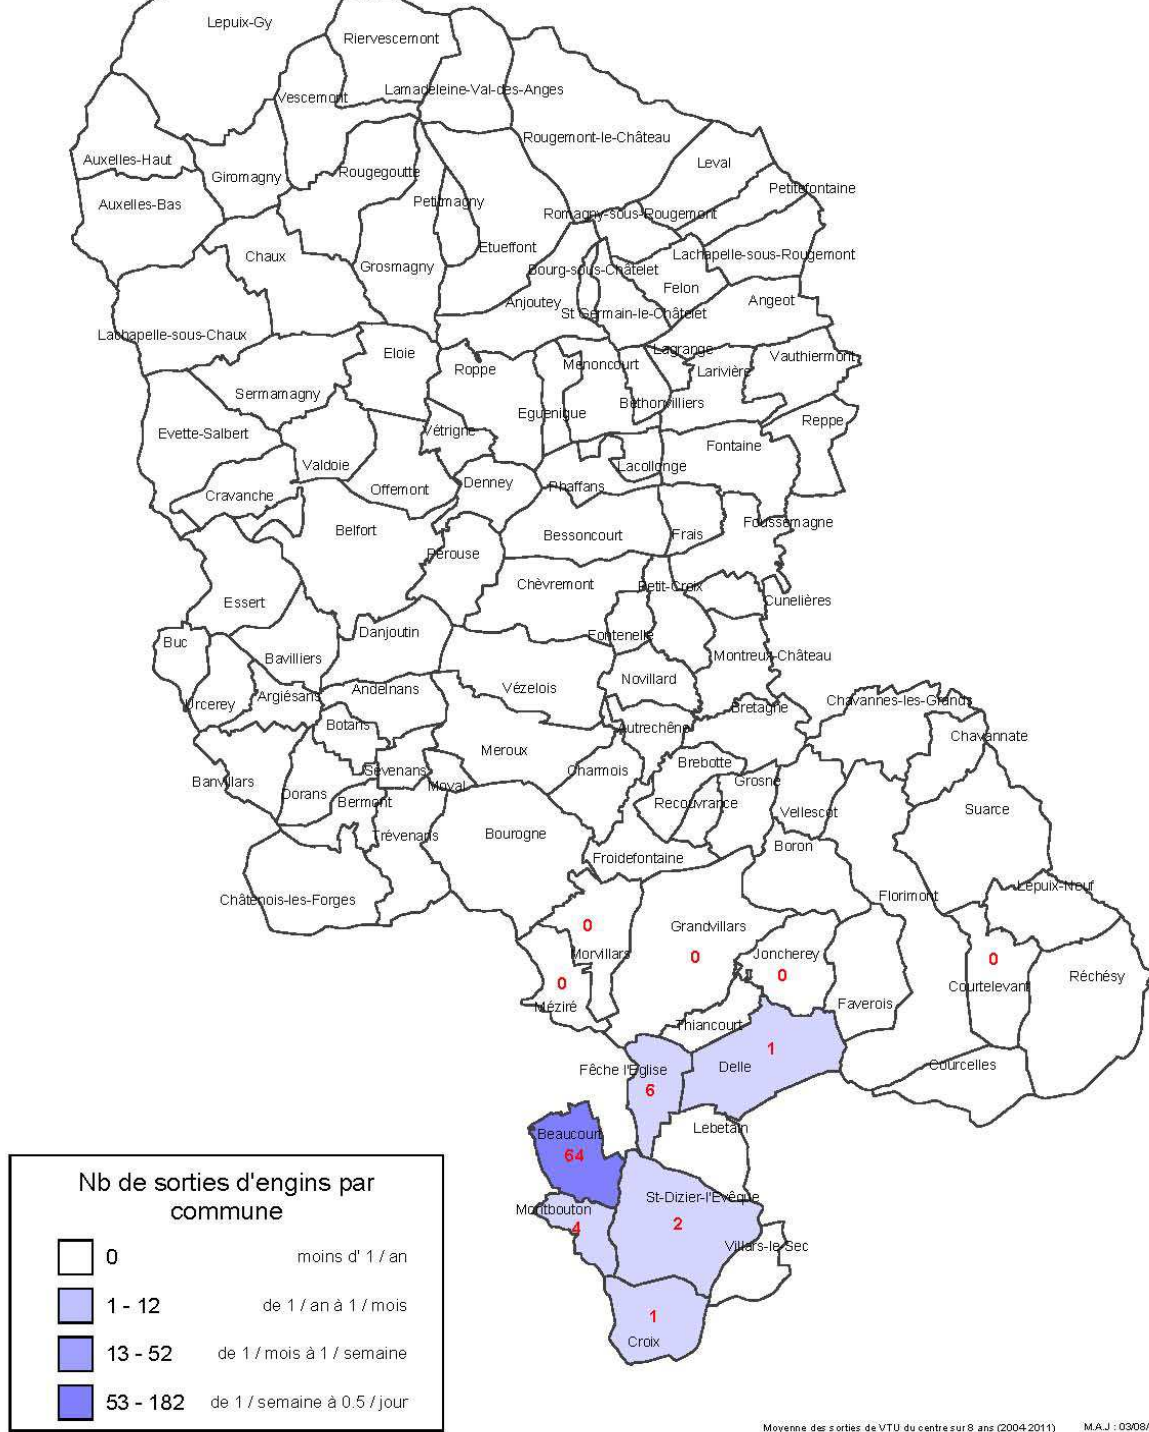 Lepuix-Gy
Riervescemont
Vescemont
Lamadeleine-Val-des-Anges
Rougemont-le-Château
Auxelles-Haut
Giromagny
Rougegoutte
Leval
Petitefontaine
Auxelles-Bas
Petitmagny
Romagny-sous-Rougemont
Chaux
Etueffont
Lachapelle-sous-Rougemont
Grosmagny
Bourg-sous-Châtelet
Felon
Anjoutey
St Germain-le-Châtelet
Angeot
Lachapelle-sous-Chaux
Eloie
Roppe
Menoncourt
Lagrange
Larivière
Vauthiermont
Sermamagny
Eguenigue
Bethonvilliers
Reppe
Evette-Salbert
Vétrigne
Fontaine
Valdoie
Lacollonge
Cravanche
Offemont
Denney
Phaffans
Belfort
Bessoncourt
Frais
Foussemagne
Pérouse
Chèvremont
Petit-Croix
Cunelières
Essert
Danjoutin
Fontenelle
Buc
Bavilliers
Montreux-Château
Urcerey
Argiésans
Andelnans
Vézelois
Novillard
Bretagne
Chavannes-les-Grands
Botans
Autrechêne
Chavannate
Banvillars
Sévenans
Meroux
Charmois
Brebotte
Dorans
Bermont
Moval
Recouvrance
Grosne
Vellescot
Suarce
Trévenans
Bourogne
Froidefontaine
Boron
Châtenois-les-Forges
Florimont
Lepuix-Neuf
0
Grandvillars
Morvillars
0
Joncherey
0
0
Courtelevant
Réchésy
0
Méziré
Faverois
Thiancourt
1
Delle
Courcelles
Fêche l'Eglise
6
Beaucourt
64
Lebetain
Montbouton
4
St-Dizier-l'Evêque
2
Villars-le-Sec
1
Croix
Nb de sorties d'engins par
commune
0 moins d' 1 / an
1 - 12 de 1 / an à 1 / mois
13 - 52 de 1 / mois à 1 / semaine
53 - 182 de 1 / semaine à 0.5 / jour
Moyenne des sorties de VTU du centre sur 8 ans (2004 2011) M.A.J : 03/08/